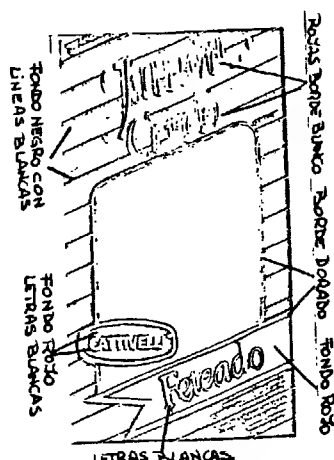 ROJAS BORDE BLANCO
BORDE DORADO
FONDO ROJO
FONDO NEGRO CON
LINEAS BLANCAS
FONDO ROJO
LETRAS BLANCAS
CATTIVELLI
Feteado
LETRAS BLANCAS